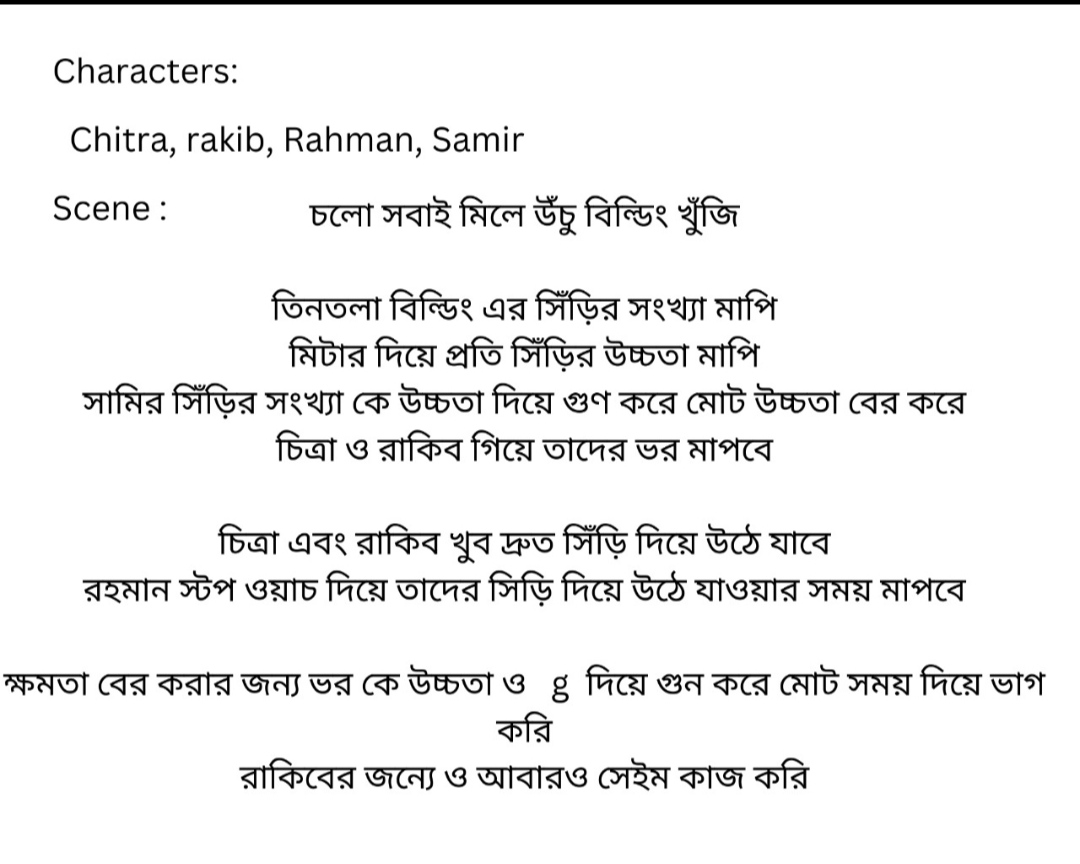 Characters:
Chitra, rakib, Rahman, Samir
Scene : চলো সবাই মিলে উঁচু বিল্ডিং খুঁজি
তিনতলা বিল্ডিং এর সিঁড়ির সংখ্যা মাপি
মিটার দিয়ে প্রতি সিঁড়ির উচ্চতা মাপি
সামির সিঁড়ির সংখ্যা কে উচ্চতা দিয়ে গুণ করে মোট উচ্চতা বের করে
চিত্রা ও রাকিব গিয়ে তাদের ভর মাপবে
চিত্রা এবং রাকিব খুব দ্রুত সিঁড়ি দিয়ে উঠে যাবে
রহমান স্টপ ওয়াচ দিয়ে তাদের সিড়ি দিয়ে উঠে যাওয়ার সময় মাপবে
ক্ষমতা বের করার জন্য ভর কে উচ্চতা ও g দিয়ে গুন করে মোট সময় দিয়ে ভাগ
করি
রাকিবের জন্যে ও আবারও সেইম কাজ করি